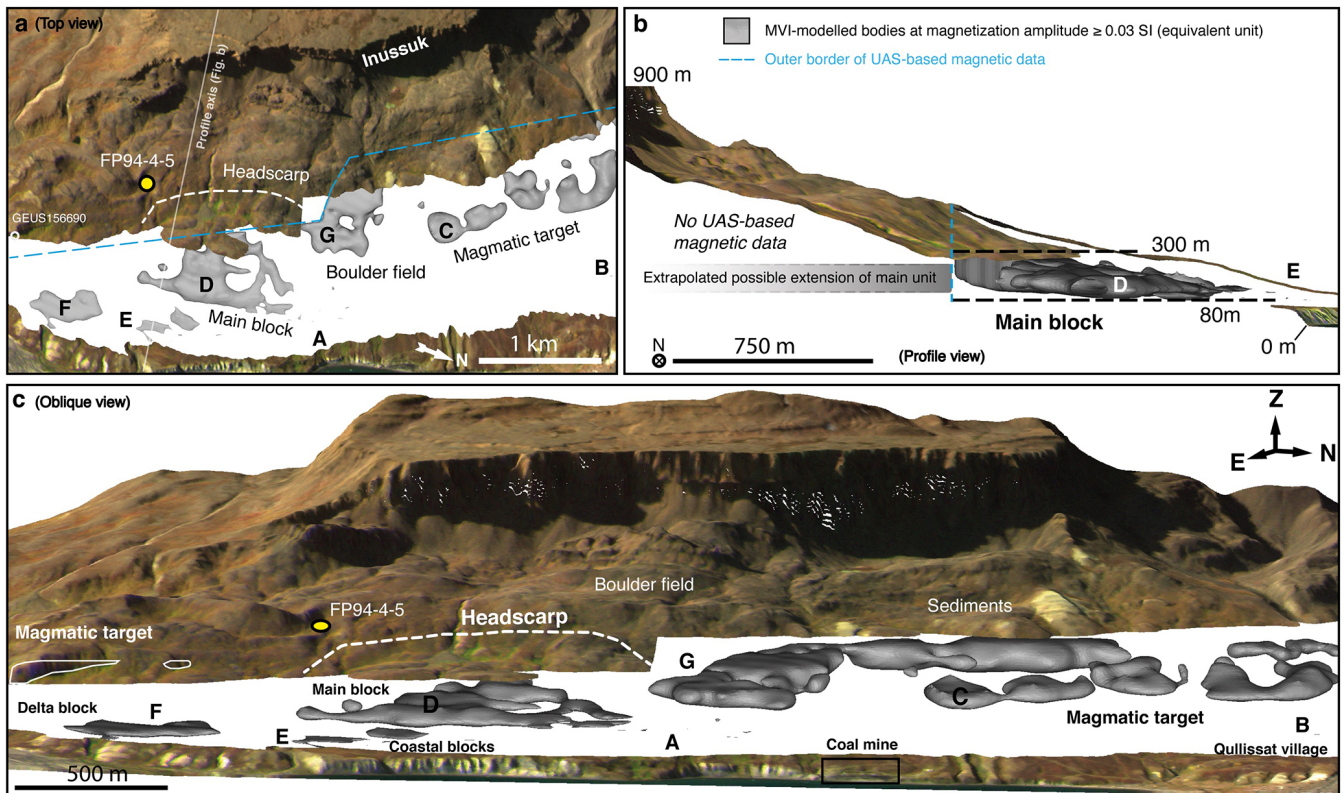 a (Top view)
Profile axis (Fig. b)
Inussuk
FP94-4-5
Headscarp
GEUS156690
G
C
Magmatic target
D
Boulder field
B
F
E
Main block
A
N
1 km
b
MVI-modelled bodies at magnetization amplitude ≥ 0.03 SI (equivalent unit)
Outer border of UAS-based magnetic data
900 m
No UAS-based
magnetic data
300 m
Extrapolated possible extension of main unit
D
E
Main block
80m
N
750 m
(Profile view)
0 m
c (Oblique view)
Z
E
N
Boulder field
FP94-4-5
Sediments
Headscarp
Magmatic target
G
Main block
D
C
Delta block
F
Magmatic target
B
E
Coastal blocks
A
Coal mine
Qullissat village
500 m